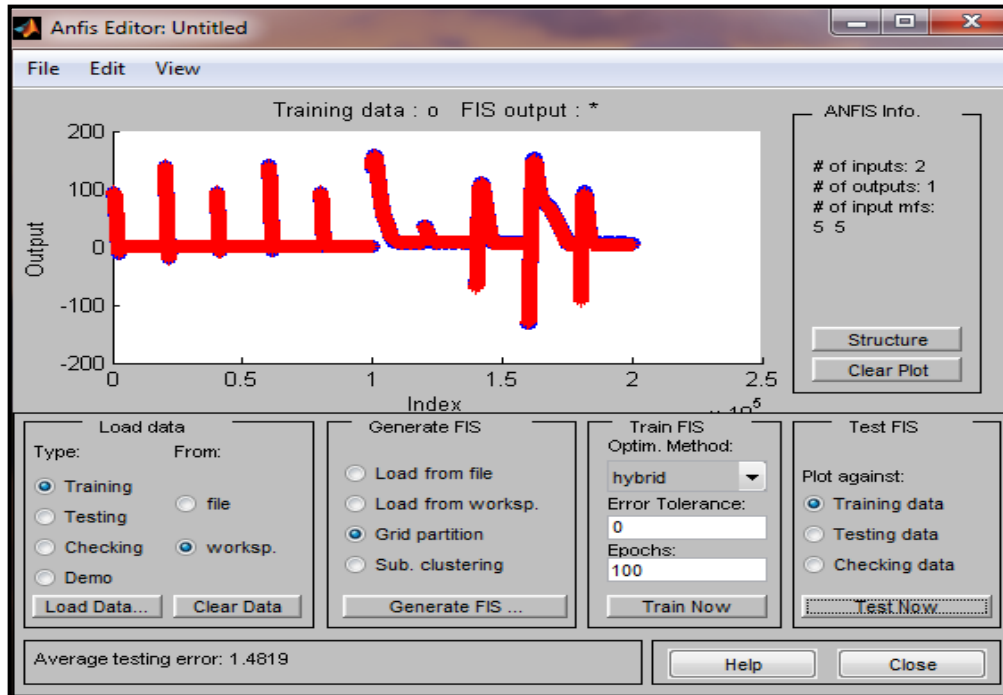 Anfis Editor: Untitled
File Edit View
Training data : o FIS output : *
200
100
0
-100
-200
Output
0 0.5 1 1.5 2 2.5
Index
× 10^5
ANFIS Info.
# of inputs: 2
# of outputs: 1
# of input mfs:
5 5
Structure
Clear Plot
Load data
Type: From:
Training
Testing
Checking
Demo
file
worksp.
Load Data... Clear Data
Generate FIS
Load from file
Load from worksp.
Grid partition
Sub. clustering
Generate FIS ...
Train FIS
Optim. Method:
hybrid
Error Tolerance:
0
Epochs:
100
Train Now
Test FIS
Plot against:
Training data
Testing data
Checking data
Test Now
Average testing error: 1.4819
Help Close